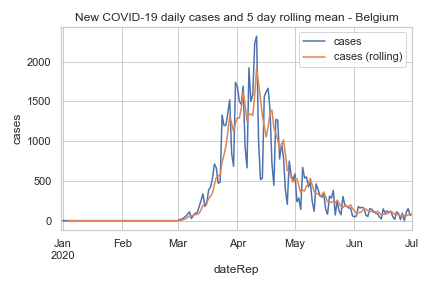 New COVID-19 daily cases and 5 day rolling mean - Belgium
cases
cases (rolling)
2000
1500
1000
500
0
cases
Jan Feb Mar Apr May Jun Jul
2020
dateRep